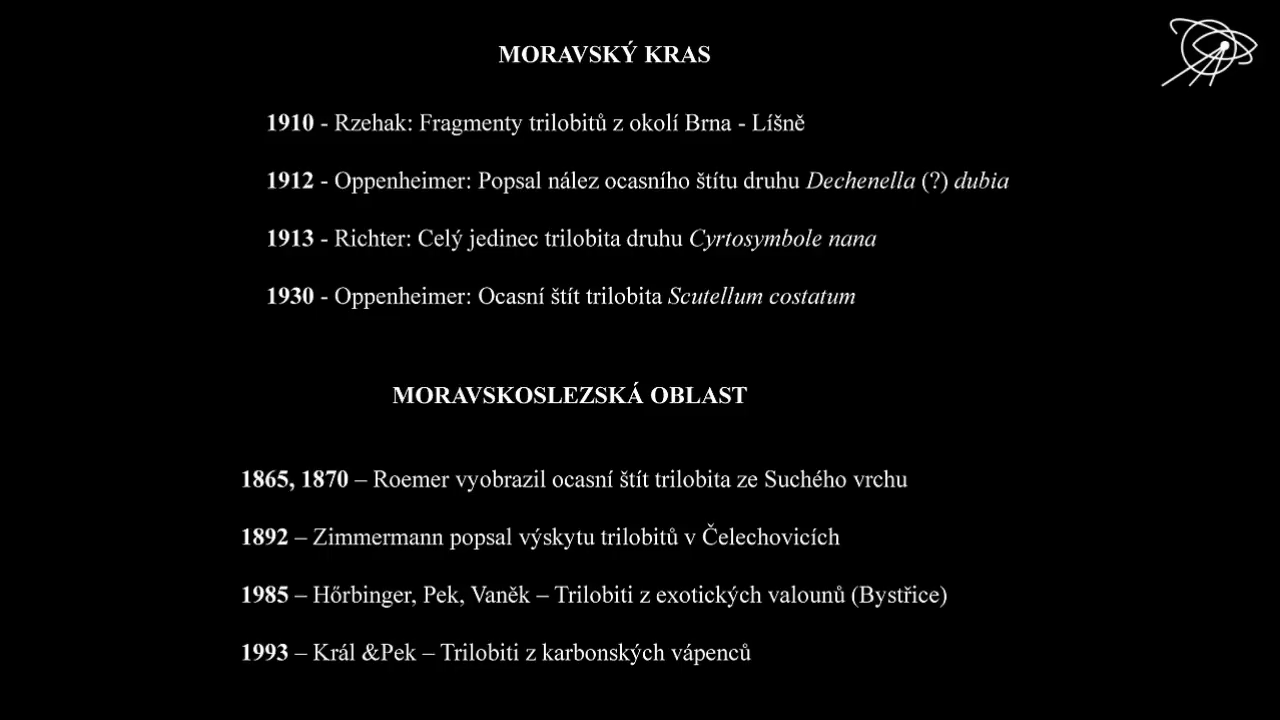 MORAVSKÝ KRAS
1910 - Rzehak: Fragmenty trilobitů z okolí Brna - Líšně
1912 - Oppenheimer: Popsal nález ocasního štítu druhu Dechenella (?) dubia
1913 - Richter: Celý jedinec trilobita druhu Cyrtosymbole nana
1930 - Oppenheimer: Ocasní štít trilobita Scutellum costatum
MORAVSKOSLEZSKÁ OBLAST
1865, 1870 – Roemer vyobrazil ocasní štít trilobita ze Suchého vrchu
1892 – Zimmermann popsal výskytu trilobitů v Čelechovicích
1985 – Hőrbinger, Pek, Vaněk – Trilobiti z exotických valounů (Bystřice)
1993 – Král &Pek – Trilobiti z karbonských vápenců